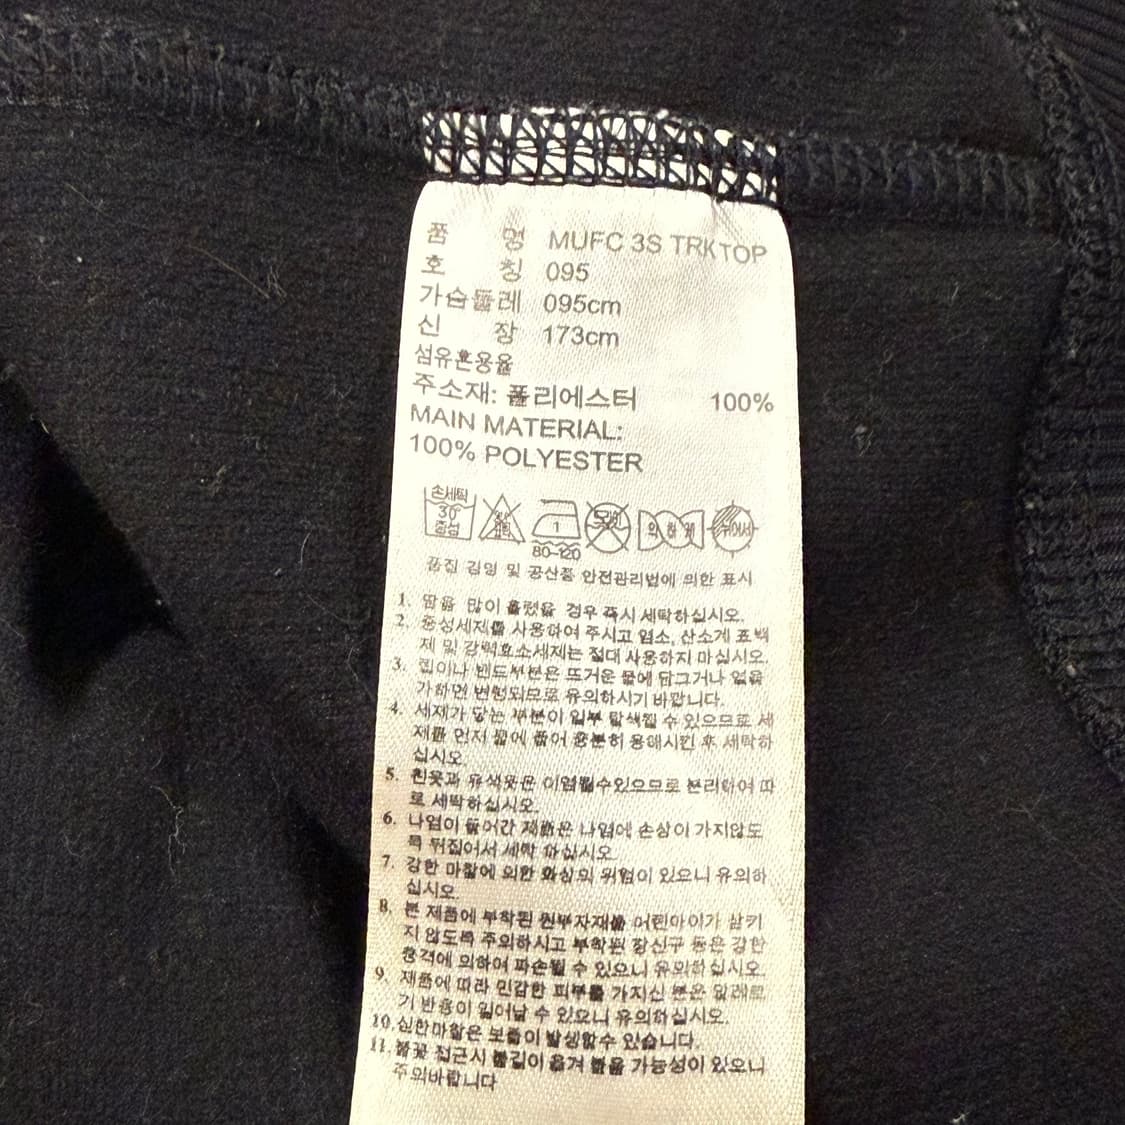 품 명 MUFC 3S TRKTOP
호 칭 095
가슴둘레 095cm
신 장 173cm
섬유혼용율
주소재: 폴리에스터 100%
MAIN MATERIAL:
100% POLYESTER
손세탁
30
중성
1
80-120
뉘어서
품질 경영 및 공산품 안전관리법에 의한 표시
1. 땀을 많이 흘렸을 경우 즉시 세탁하십시오.
2. 중성세제를 사용하여 주시고 염소, 산소계 표백
제 및 강력효소세제는 절대 사용하지 마십시오.
3. 찝이나 밴드부분은 뜨거운 물에 담그거나 열을
가하면 변형되므로 유의하시기 바랍니다.
4. 세제가 닿는 부분이 일부 탈색될 수 있으므로 세
제를 먼저 물에 풀어 충분히 용해시킨 후 세탁하
십시오.
5. 흰옷과 유색옷은 이염될수있으므로 분리하여 따
로 세탁하십시오.
6. 나염이 들어간 제품은 나염에 손상이 가지않도
록 뒤집어서 세탁 하십시오.
7. 강한 마찰에 의한 화상의 위험이 있으니 유의하
십시오.
8. 본 제품에 부착된 원부자재를 어린아이가 삼키
지 않도록 주의하시고 부착된 장신구 등은 강한
충격에 의하여 파손될 수 있으니 유의하십시오.
9. 제품에 따라 민감한 피부를 가지신 분은 알레르
기 반응이 일어날 수 있으니 유의하십시오.
10.심한마찰은 보풀이 발생할수 있습니다.
11.불꽃 접근시 불길이 옮겨 붙을 가능성이 있으니
주의바랍니다